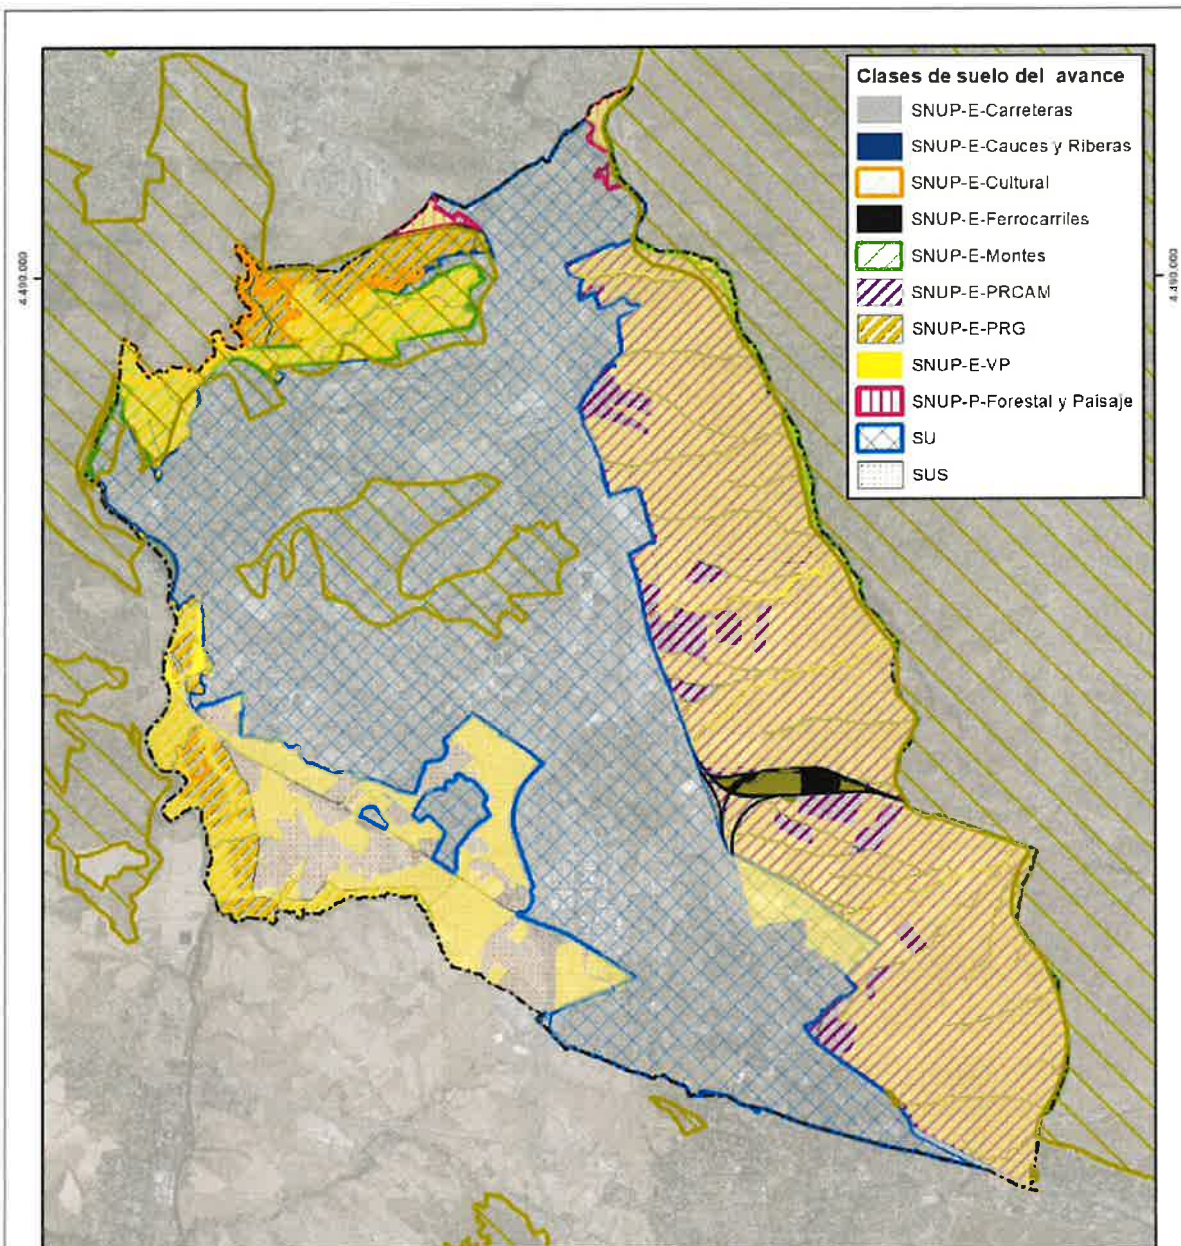 Clases de suelo del avance
SNUP-E-Carreteras
SNUP-E-Cauces y Riberas
SNUP-E-Cultural
SNUP-E-Ferrocarriles
SNUP-E-Montes
SNUP-E-PRCAM
SNUP-E-PRG
SNUP-E-VP
SNUP-P-Forestal y Paisaje
SU
SUS
4.490.000
4.490.000